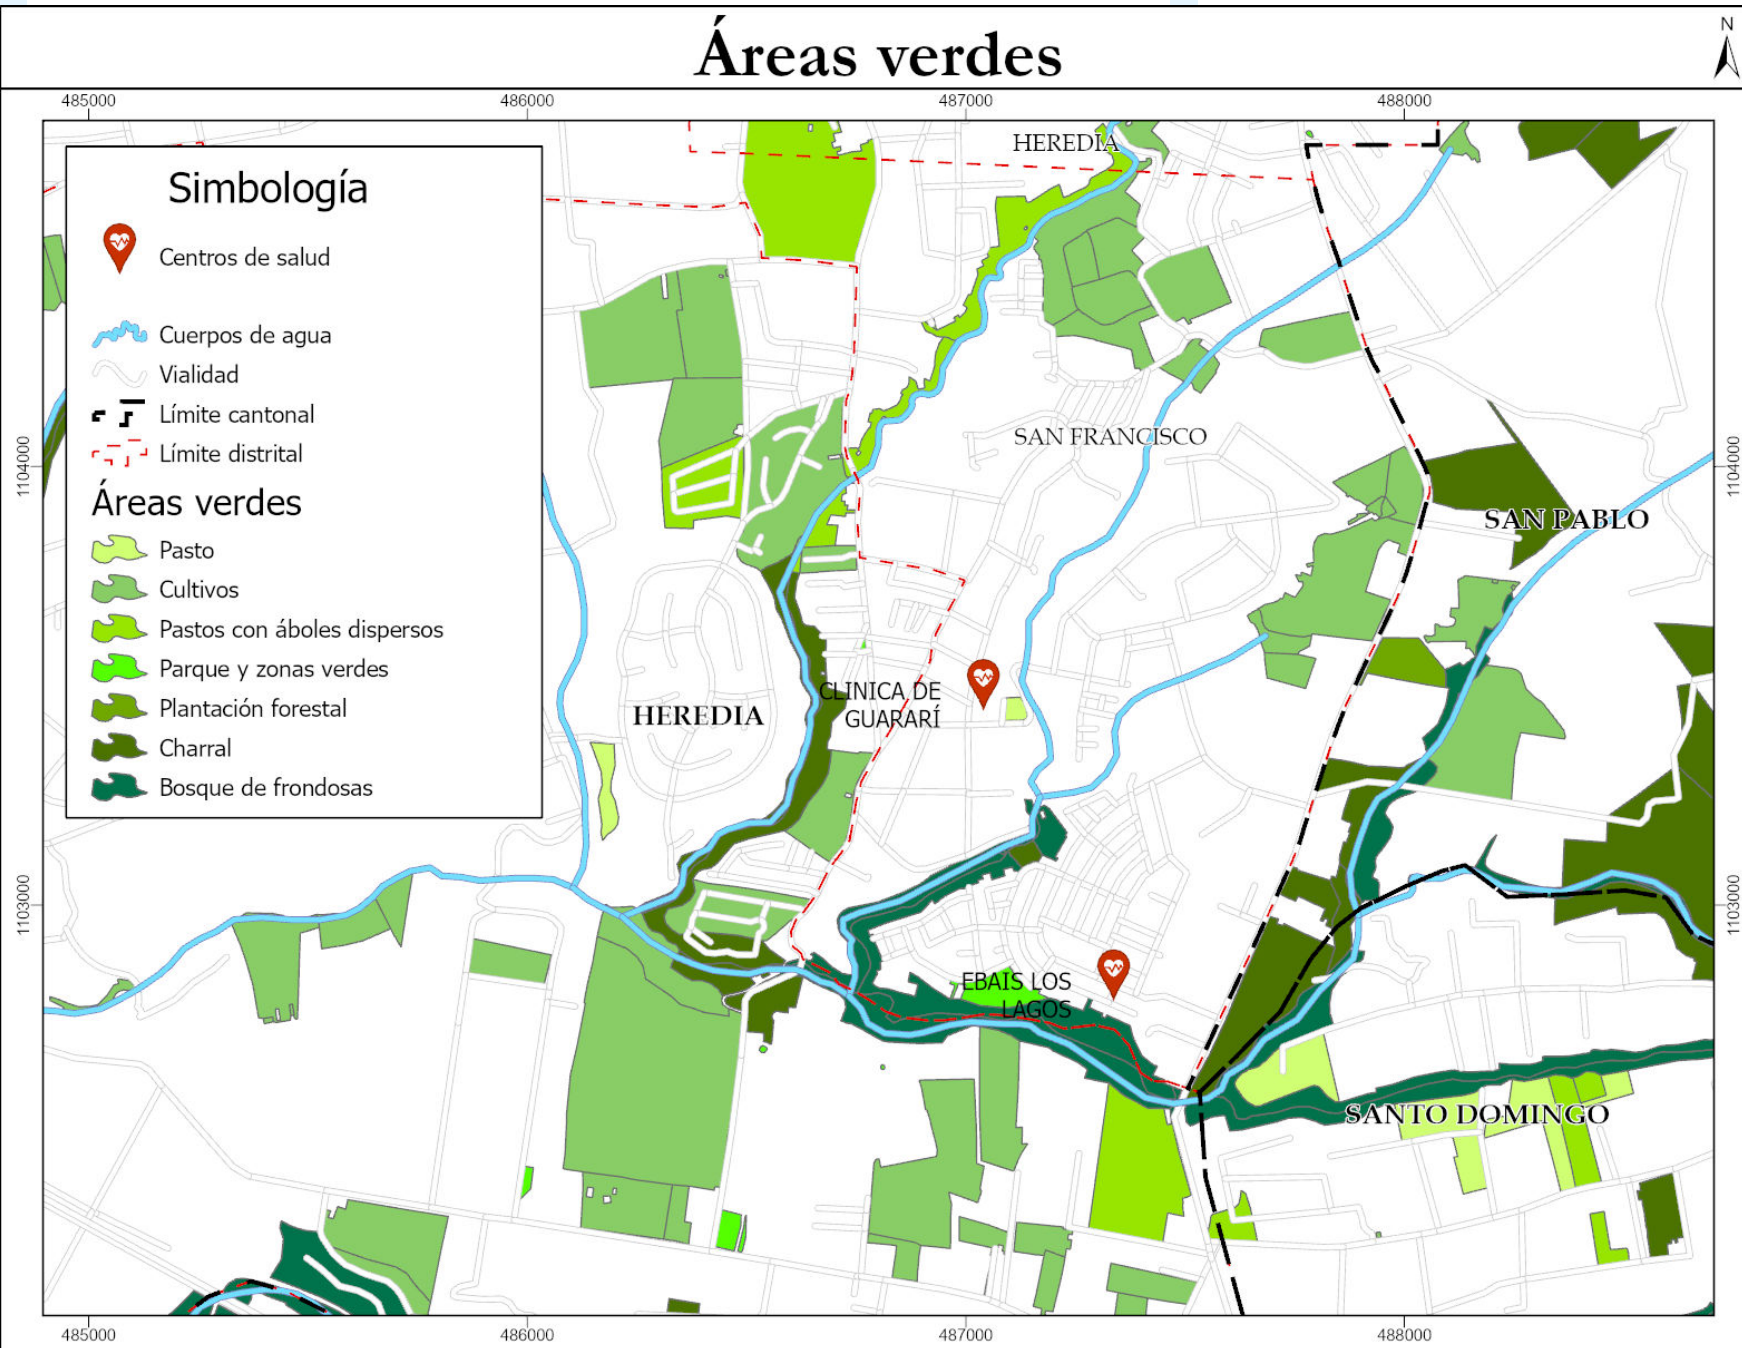 Áreas verdes
N
485000
486000
487000
488000
HEREDIA
Simbología
Centros de salud
Cuerpos de agua
Vialidad
Límite cantonal
Límite distrital
Áreas verdes
Pasto
Cultivos
Pastos con áboles dispersos
Parque y zonas verdes
Plantación forestal
Charral
Bosque de frondosas
SAN FRANCISCO
1104000
1104000
SAN PABLO
CLINICA DE
GUARARÍ
HEREDIA
1103000
1103000
EBAIS LOS
LAGOS
SANTO DOMINGO
485000
486000
487000
488000